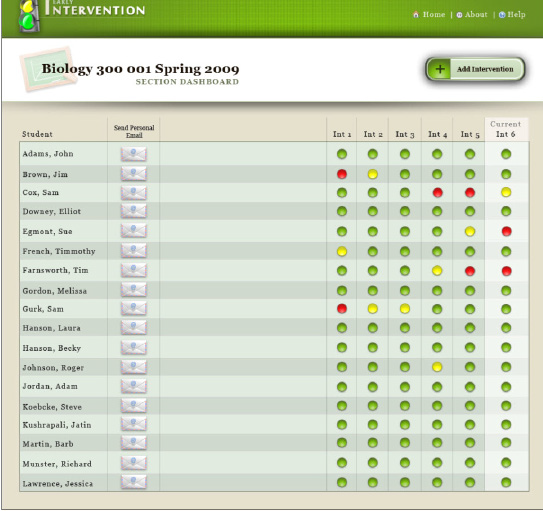 EARLY
INTERVENTION
Home | About | Help
Biology 300 001 Spring 2009
SECTION DASHBOARD
+ Add Intervention
Student Send Personal Email Int 1 Int 2 Int 3 Int 4 Int 5 Current Int 6
Adams, John
Brown, Jim
Cox, Sam
Downey, Elliot
Egmont, Sue
French, Timmothy
Farnsworth, Tim
Gordon, Melissa
Gurk, Sam
Hanson, Laura
Hanson, Becky
Johnson, Roger
Jordan, Adam
Koebcke, Steve
Kushrapali, Jatin
Martin, Barb
Munster, Richard
Lawrence, Jessica